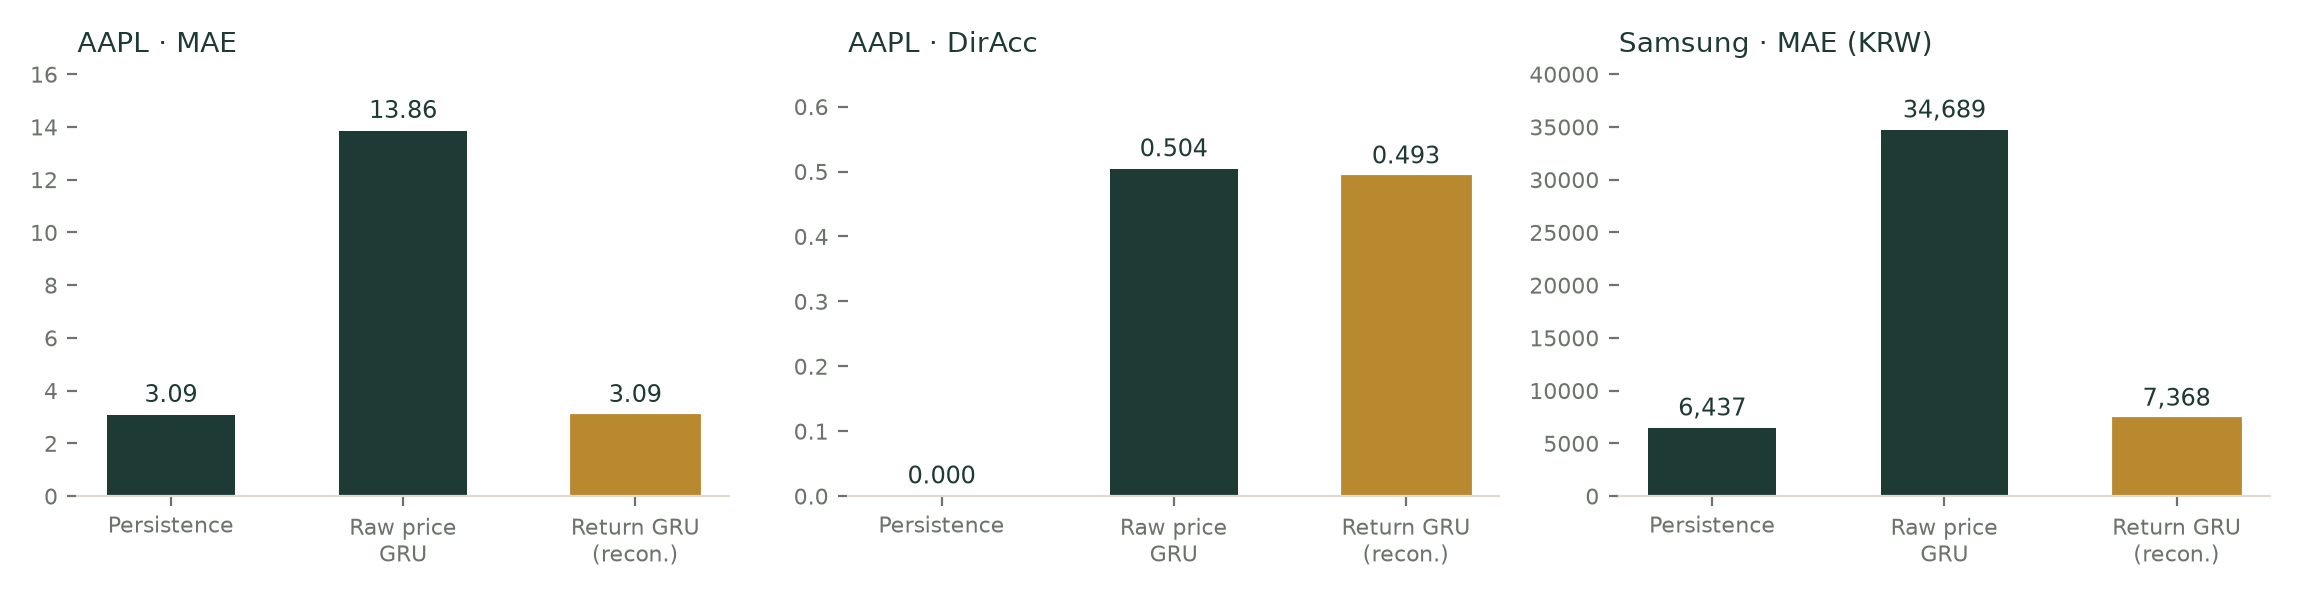 AAPL · MAE
16
14
12
10
8
6
4
2
0
3.09
13.86
3.09
Persistence
Raw price
GRU
Return GRU
(recon.)
AAPL · DirAcc
0.6
0.5
0.4
0.3
0.2
0.1
0.0
0.000
0.504
0.493
Persistence
Raw price
GRU
Return GRU
(recon.)
Samsung · MAE (KRW)
40000
35000
30000
25000
20000
15000
10000
5000
0
6,437
34,689
7,368
Persistence
Raw price
GRU
Return GRU
(recon.)